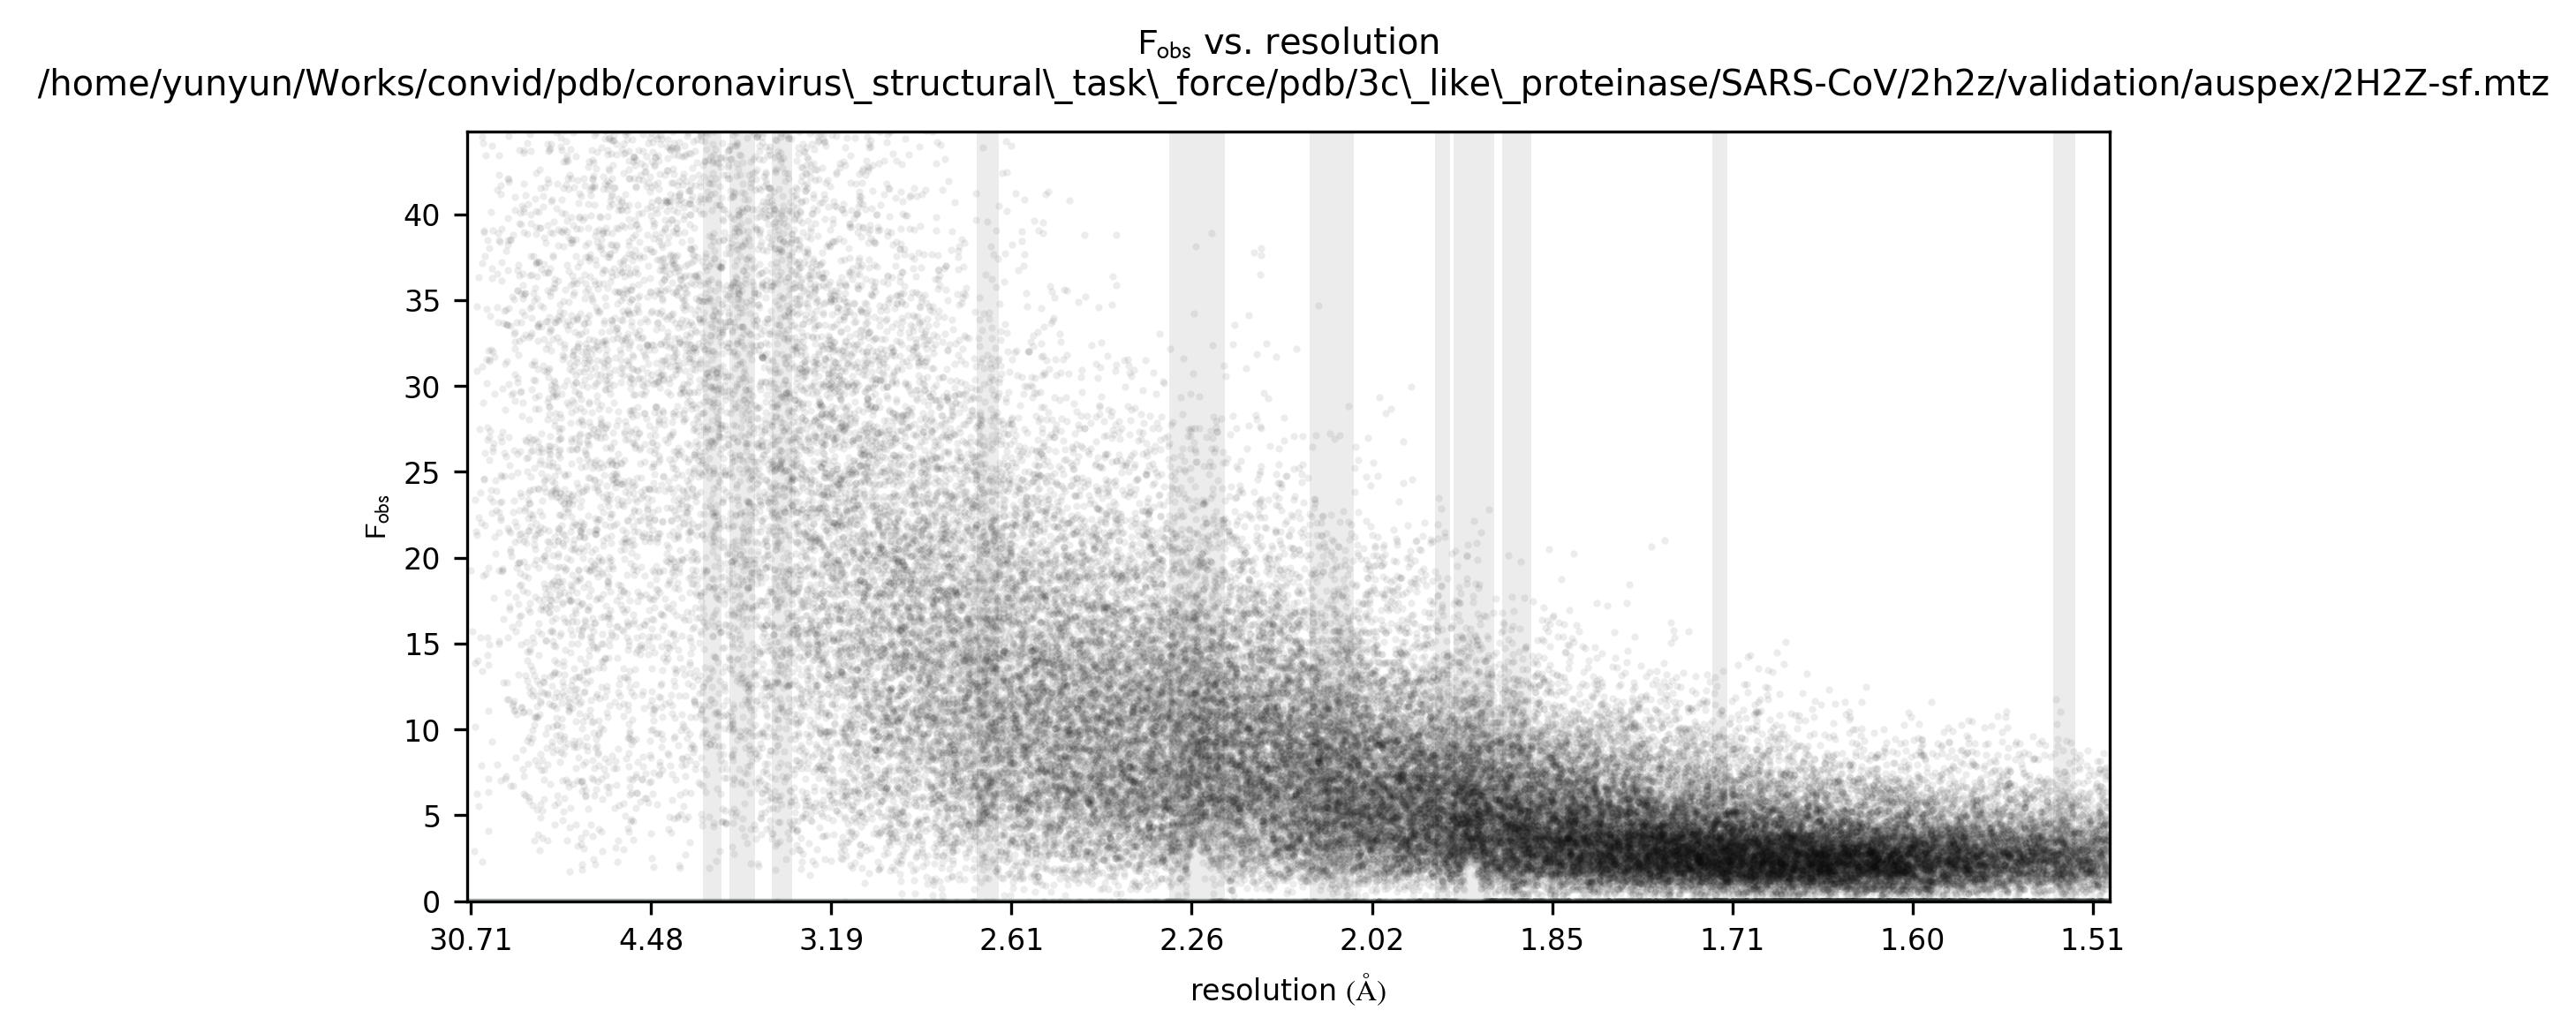 F_obs vs. resolution
/home/yunyun/Works/convid/pdb/coronavirus\_structural\_task\_force/pdb/3c\_like\_proteinase/SARS-CoV/2h2z/validation/auspex/2H2Z-sf.mtz
F_obs
40
35
30
25
20
15
10
5
0
30.71 4.48 3.19 2.61 2.26 2.02 1.85 1.71 1.60 1.51
resolution (Å)